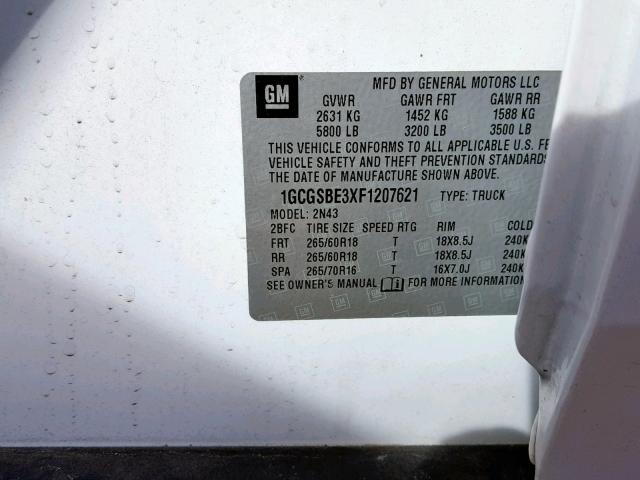 GM
MFD BY GENERAL MOTORS LLC
GVWR GAWR FRT GAWR RR
2631 KG 1452 KG 1588 KG
5800 LB 3200 LB 3500 LB
THIS VEHICLE CONFORMS TO ALL APPLICABLE U.S. FE
VEHICLE SAFETY AND THEFT PREVENTION STANDARDS
THE DATE OF MANUFACTURE SHOWN ABOVE.
1GCGSBE3XF1207621 TYPE: TRUCK
MODEL: 2N43
2BFC TIRE SIZE SPEED RTG RIM COLD
FRT 265/60R18 T 18X8.5J 240K
RR 265/60R18 T 18X8.5J 240K
SPA 265/70R16 T 16X7.0J 240K
SEE OWNER'S MANUAL FOR MORE INFORMATION